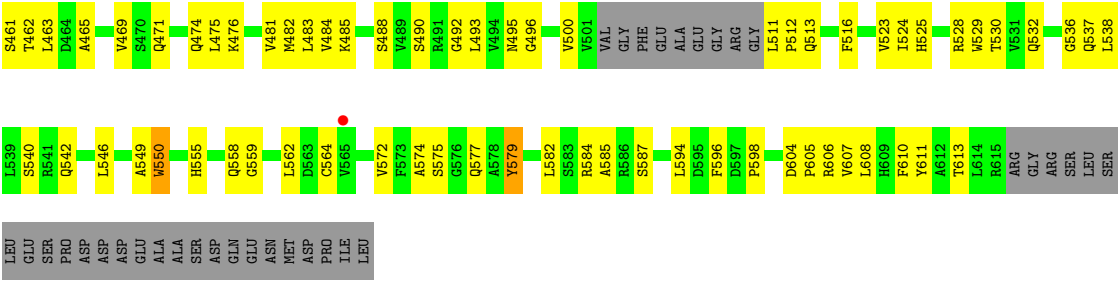 S461 T462 L463 D464 A465 V469 S470 Q471 Q474 L475 K476 V481 M482 L483 V484 K485 S488 V489 S490 R491 G492 L493 V494 N495 G496 V500 V501 VAL GLY PHE GLU ALA GLU GLY ARG GLY L511 P512 Q513 F516 V523 I524 H525 R528 W529 T530 V531 Q532 G536 Q537 L538
L539 S540 R541 Q542 L546 A549 W550 H555 Q558 G559 L562 D563 C564 V565 V572 F573 A574 S575 G576 Q577 A578 Y579 L582 S583 R584 A585 R586 S587 L594 D595 F596 D597 P598 D604 P605 R606 V607 L608 H609 F610 Y611 A612 T613 L614 R615 ARG GLY ARG SER LEU SER
LEU GLU SER PRO ASP ASP ASP GLU ALA ALA SER ASP GLN GLU ASN MET ASP PRO ILE LEU